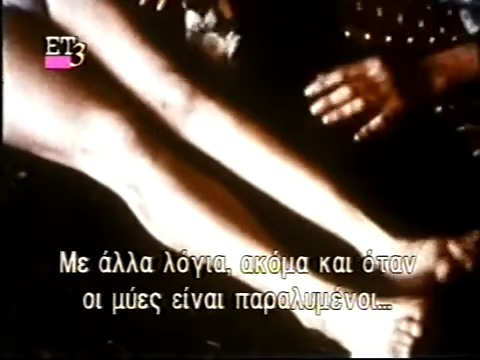 ET3
Με άλλα λόγια, ακόμα και όταν
οι μύες είναι παραλυμένοι...